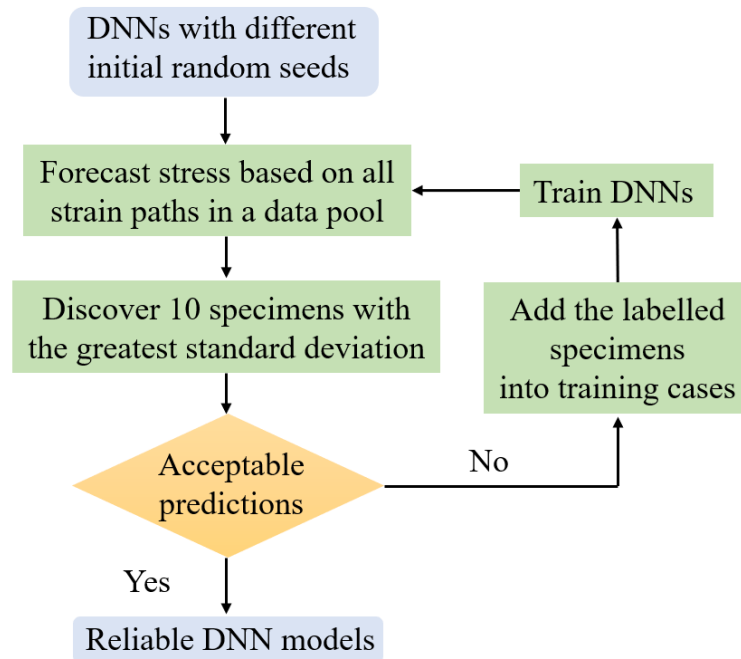 DNNs with different
initial random seeds
Forecast stress based on all
strain paths in a data pool
Train DNNs
Discover 10 specimens with
the greatest standard deviation
Add the labelled
specimens
into training cases
Acceptable
predictions
No
Yes
Reliable DNN models